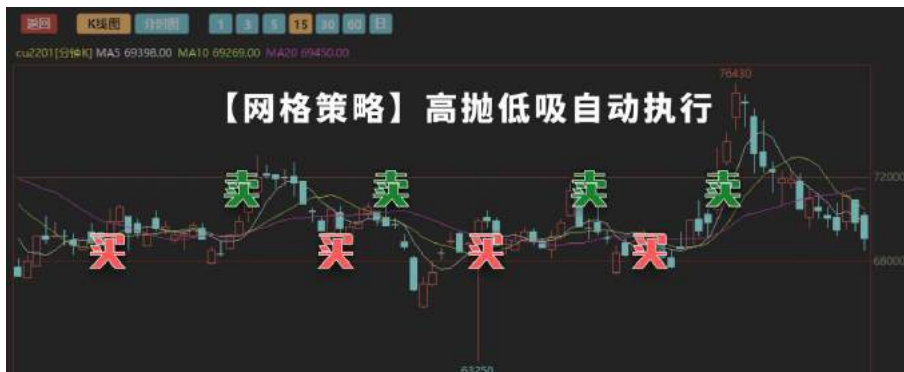 返回 K线图 分时图 1 3 5 15 30 60 日
cu2201[分钟K] MA5 69398.00 MA10 69269.00 MA20 69450.00
76430
【网格策略】高抛低吸自动执行
卖 卖 卖 卖 72000
买 买 买 买 68000
63250